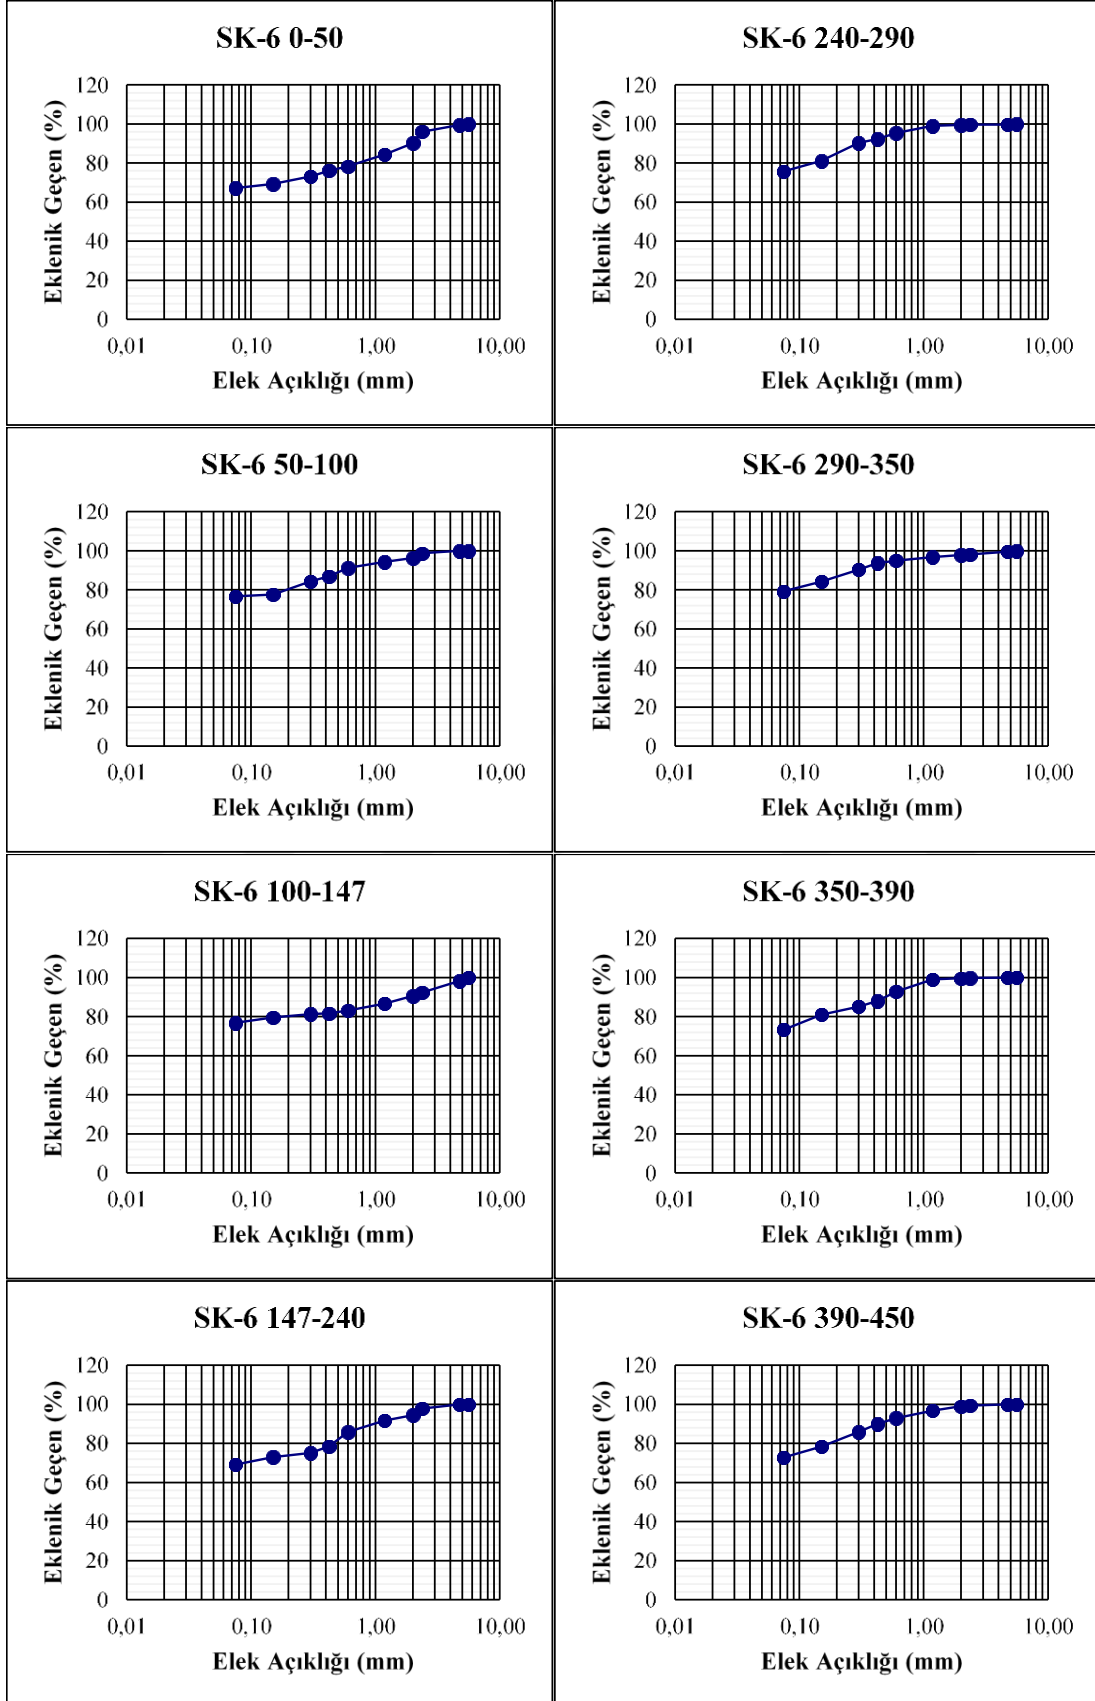 SK-6 0-50
120
100
80
60
40
20
0
Eklenik Geçen (%)
0,01 0,10 1,00 10,00
Elek Açıklığı (mm)
SK-6 240-290
120
100
80
60
40
20
0
Eklenik Geçen (%)
0,01 0,10 1,00 10,00
Elek Açıklığı (mm)
SK-6 50-100
120
100
80
60
40
20
0
Eklenik Geçen (%)
0,01 0,10 1,00 10,00
Elek Açıklığı (mm)
SK-6 290-350
120
100
80
60
40
20
0
Eklenik Geçen (%)
0,01 0,10 1,00 10,00
Elek Açıklığı (mm)
SK-6 100-147
120
100
80
60
40
20
0
Eklenik Geçen (%)
0,01 0,10 1,00 10,00
Elek Açıklığı (mm)
SK-6 350-390
120
100
80
60
40
20
0
Eklenik Geçen (%)
0,01 0,10 1,00 10,00
Elek Açıklığı (mm)
SK-6 147-240
120
100
80
60
40
20
0
Eklenik Geçen (%)
0,01 0,10 1,00 10,00
Elek Açıklığı (mm)
SK-6 390-450
120
100
80
60
40
20
0
Eklenik Geçen (%)
0,01 0,10 1,00 10,00
Elek Açıklığı (mm)